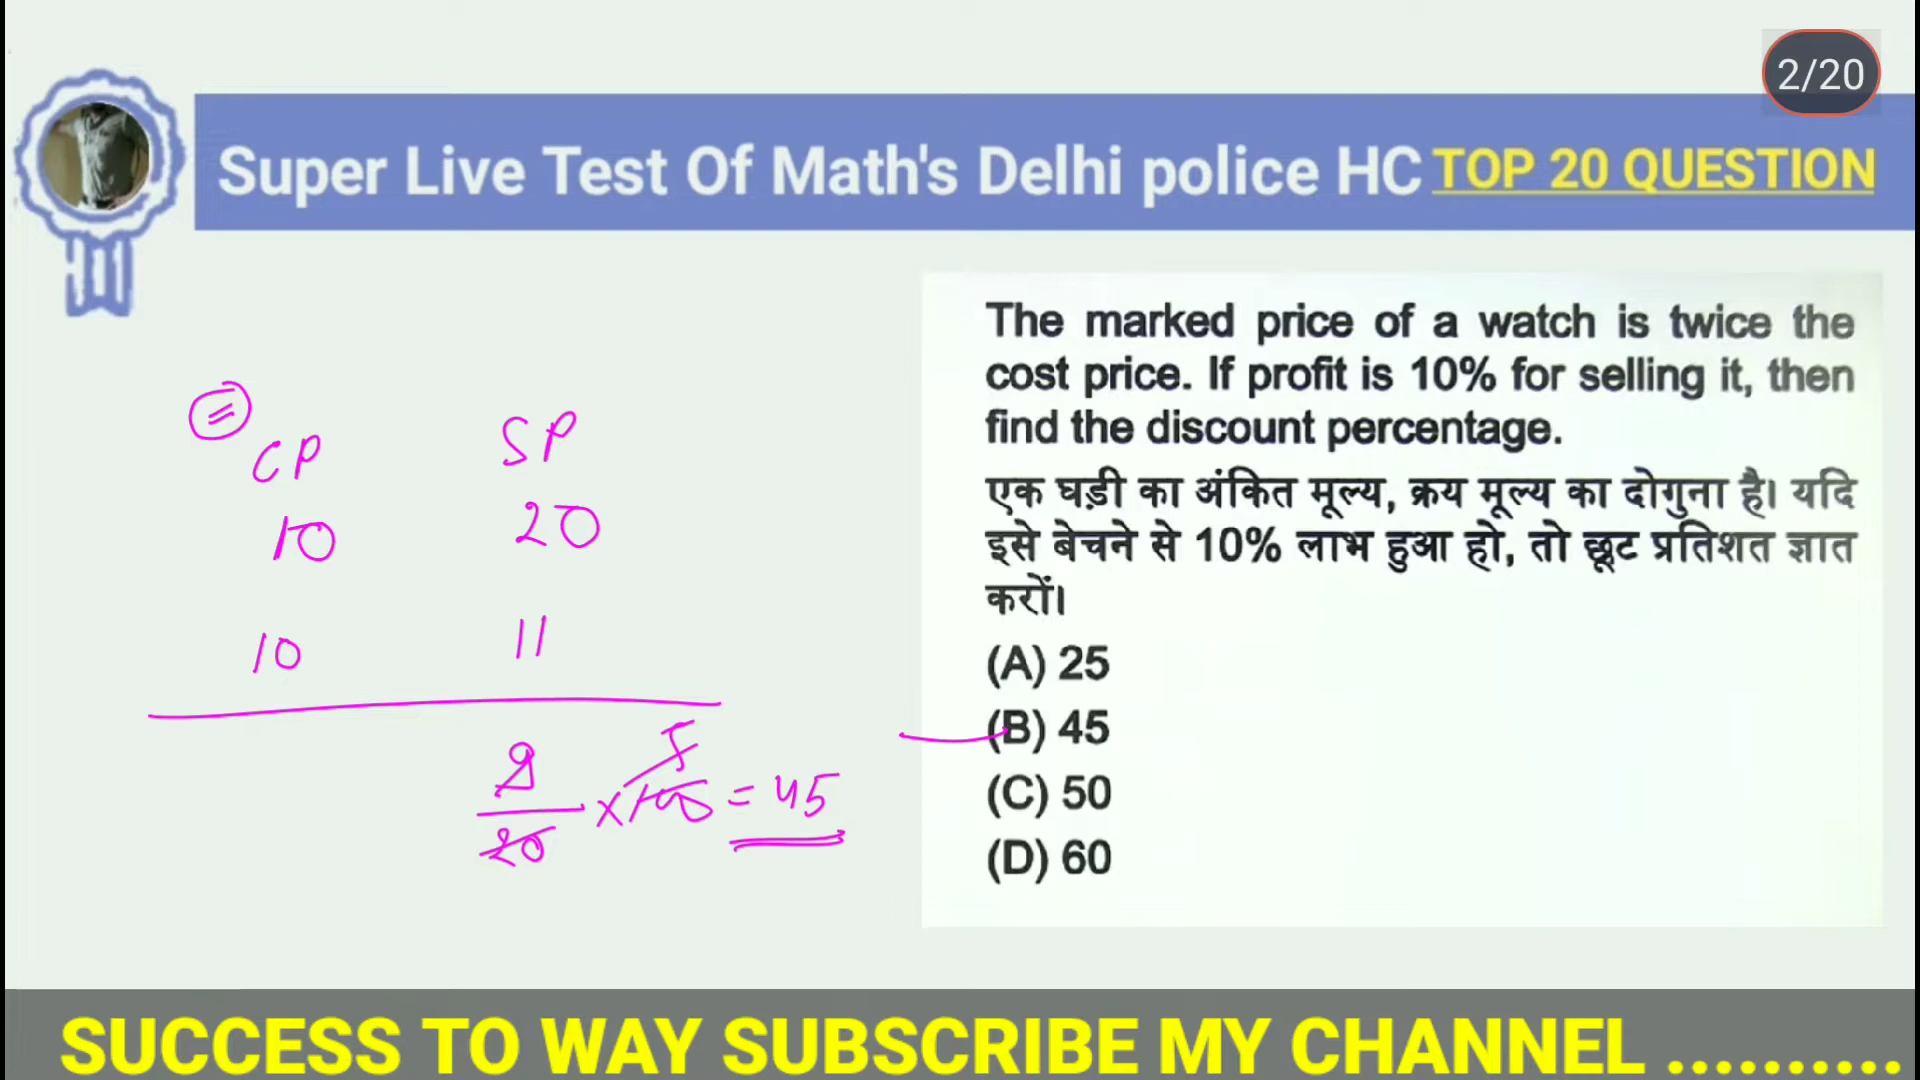 2/20
Super Live Test Of Math's Delhi police HC TOP 20 QUESTION
The marked price of a watch is twice the
cost price. If profit is 10% for selling it, then
find the discount percentage.
एक घड़ी का अंकित मूल्य, क्रय मूल्य का दोगुना है। यदि
इसे बेचने से 10% लाभ हुआ हो, तो छूट प्रतिशत ज्ञात
करों।
(A) 25
(B) 45
(C) 50
(D) 60
=
CP SP
10 20
10 11
9/20 × 100 5 = 45
SUCCESS TO WAY SUBSCRIBE MY CHANNEL ..........